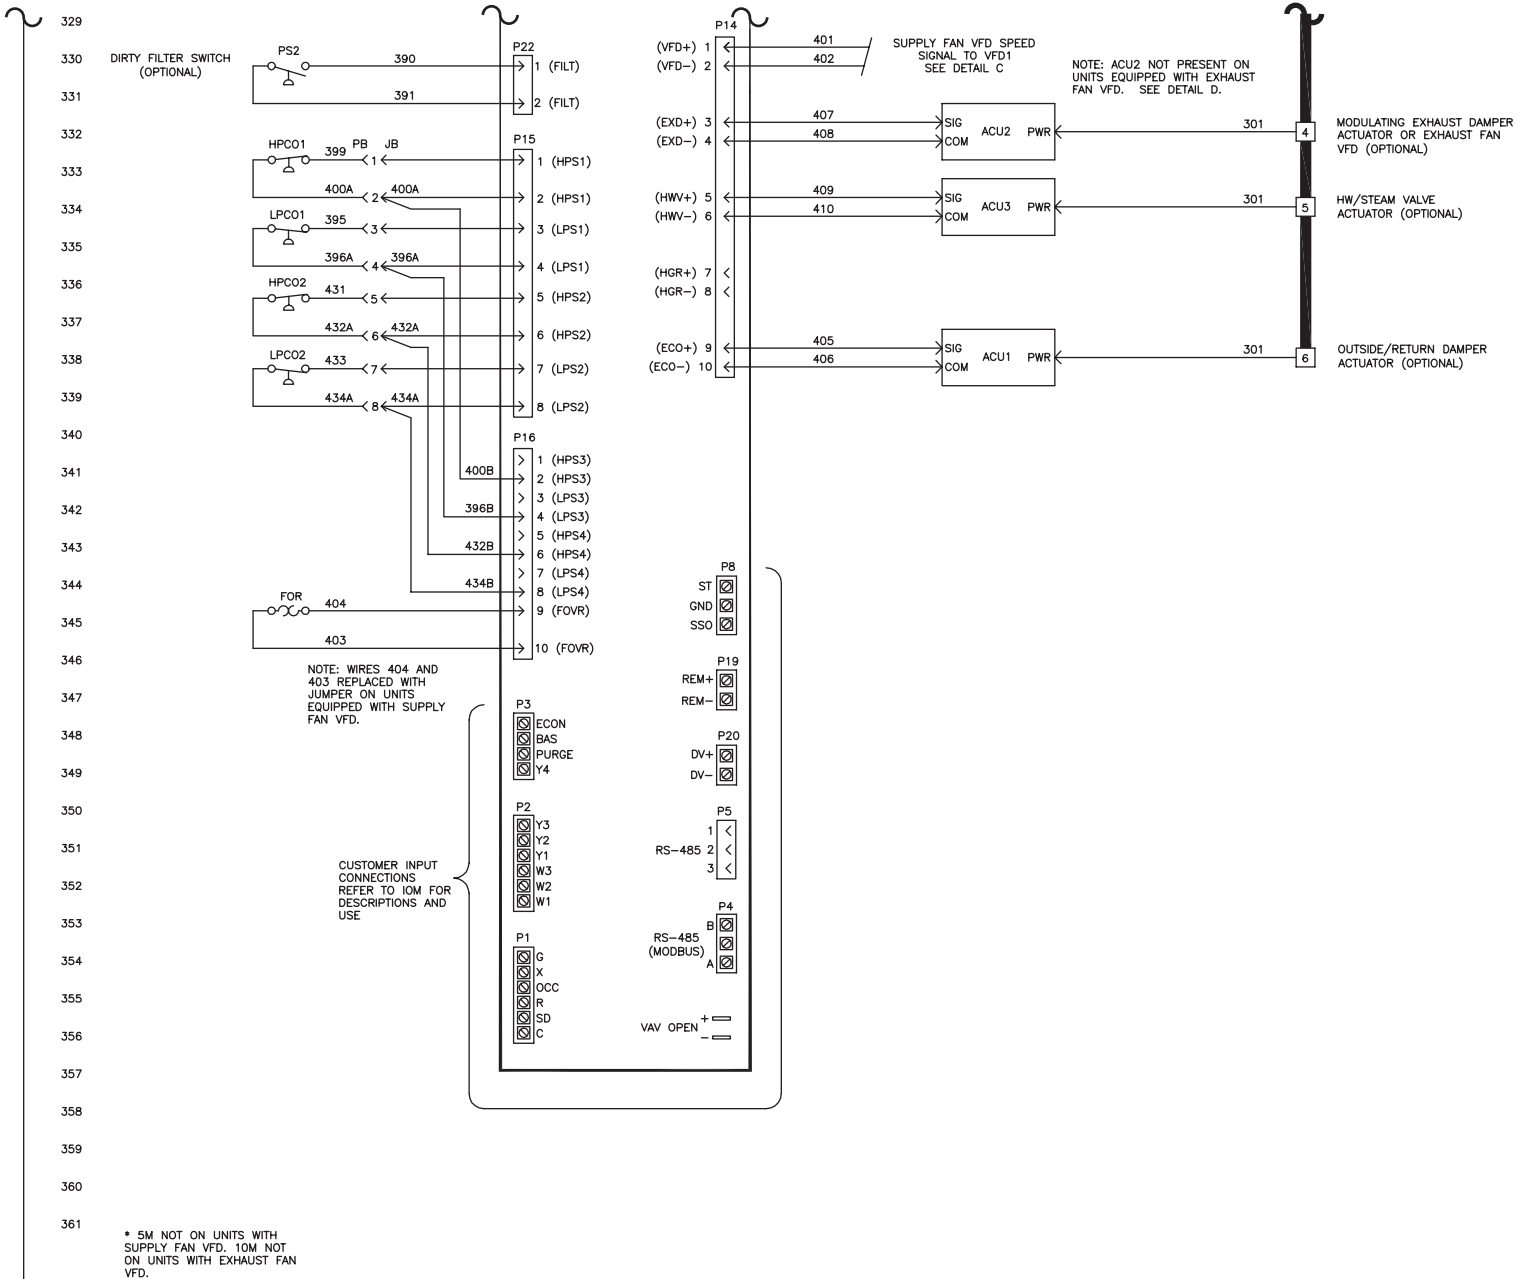 329
330
331
332
333
334
335
336
337
338
339
340
341
342
343
344
345
346
347
348
349
350
351
352
353
354
355
356
357
358
359
360
361
DIRTY FILTER SWITCH
(OPTIONAL)
PS2
390
391
P22
1 (FILT)
2 (FILT)
HPCO1
399
PB
JB
1
400A
2
400A
LPCO1
395
3
396A
4
396A
HPCO2
431
5
432A
6
432A
LPCO2
433
7
434A
8
434A
P15
1 (HPS1)
2 (HPS1)
3 (LPS1)
4 (LPS1)
5 (HPS2)
6 (HPS2)
7 (LPS2)
8 (LPS2)
P16
1 (HPS3)
400B
2 (HPS3)
3 (LPS3)
396B
4 (LPS3)
5 (HPS4)
432B
6 (HPS4)
7 (LPS4)
434B
8 (LPS4)
FOR
404
9 (FOVR)
403
10 (FOVR)
NOTE: WIRES 404 AND
403 REPLACED WITH
JUMPER ON UNITS
EQUIPPED WITH SUPPLY
FAN VFD.
P3
ECON
BAS
PURGE
Y4
P2
Y3
Y2
Y1
W3
W2
W1
CUSTOMER INPUT
CONNECTIONS
REFER TO IOM FOR
DESCRIPTIONS AND
USE
P1
G
X
OCC
R
SD
C
P14
(VFD+) 1
401
(VFD−) 2
402
SUPPLY FAN VFD SPEED
SIGNAL TO VFD1
SEE DETAIL C
NOTE: ACU2 NOT PRESENT ON
UNITS EQUIPPED WITH EXHAUST
FAN VFD. SEE DETAIL D.
(EXD+) 3
407
(EXD−) 4
408
SIG
COM
ACU2
PWR
301
4
MODULATING EXHAUST DAMPER
ACTUATOR OR EXHAUST FAN
VFD (OPTIONAL)
(HWV+) 5
409
(HWV−) 6
410
SIG
COM
ACU3
PWR
301
5
HW/STEAM VALVE
ACTUATOR (OPTIONAL)
(HGR+) 7
(HGR−) 8
(ECO+) 9
405
(ECO−) 10
406
SIG
COM
ACU1
PWR
301
6
OUTSIDE/RETURN DAMPER
ACTUATOR (OPTIONAL)
P8
ST
GND
SSO
P19
REM+
REM−
P20
DV+
DV−
P5
1
RS−485 2
3
P4
B
RS−485
(MODBUS)
A
VAV OPEN
+
−
* 5M NOT ON UNITS WITH
SUPPLY FAN VFD. 10M NOT
ON UNITS WITH EXHAUST FAN
VFD.